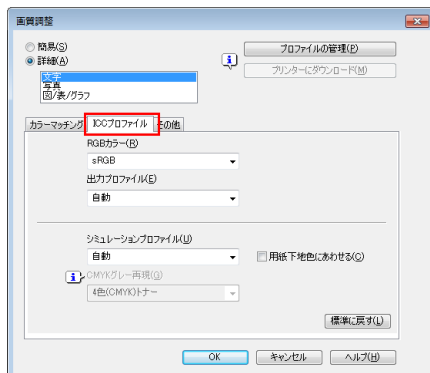 画質調整
簡易(S)
詳細(A)
文字
写真
図/表/グラフ
プロファイルの管理(P)
プリンターにダウンロード(M)
カラーマッチング
ICCプロファイル
その他
RGBカラー(R)
sRGB
出力プロファイル(E)
自動
シミュレーションプロファイル(U)
自動
用紙下地色にあわせる(C)
CMYKグレー再現(G)
4色(CMYK)トナー
標準に戻す(L)
OK
キャンセル
ヘルプ(H)